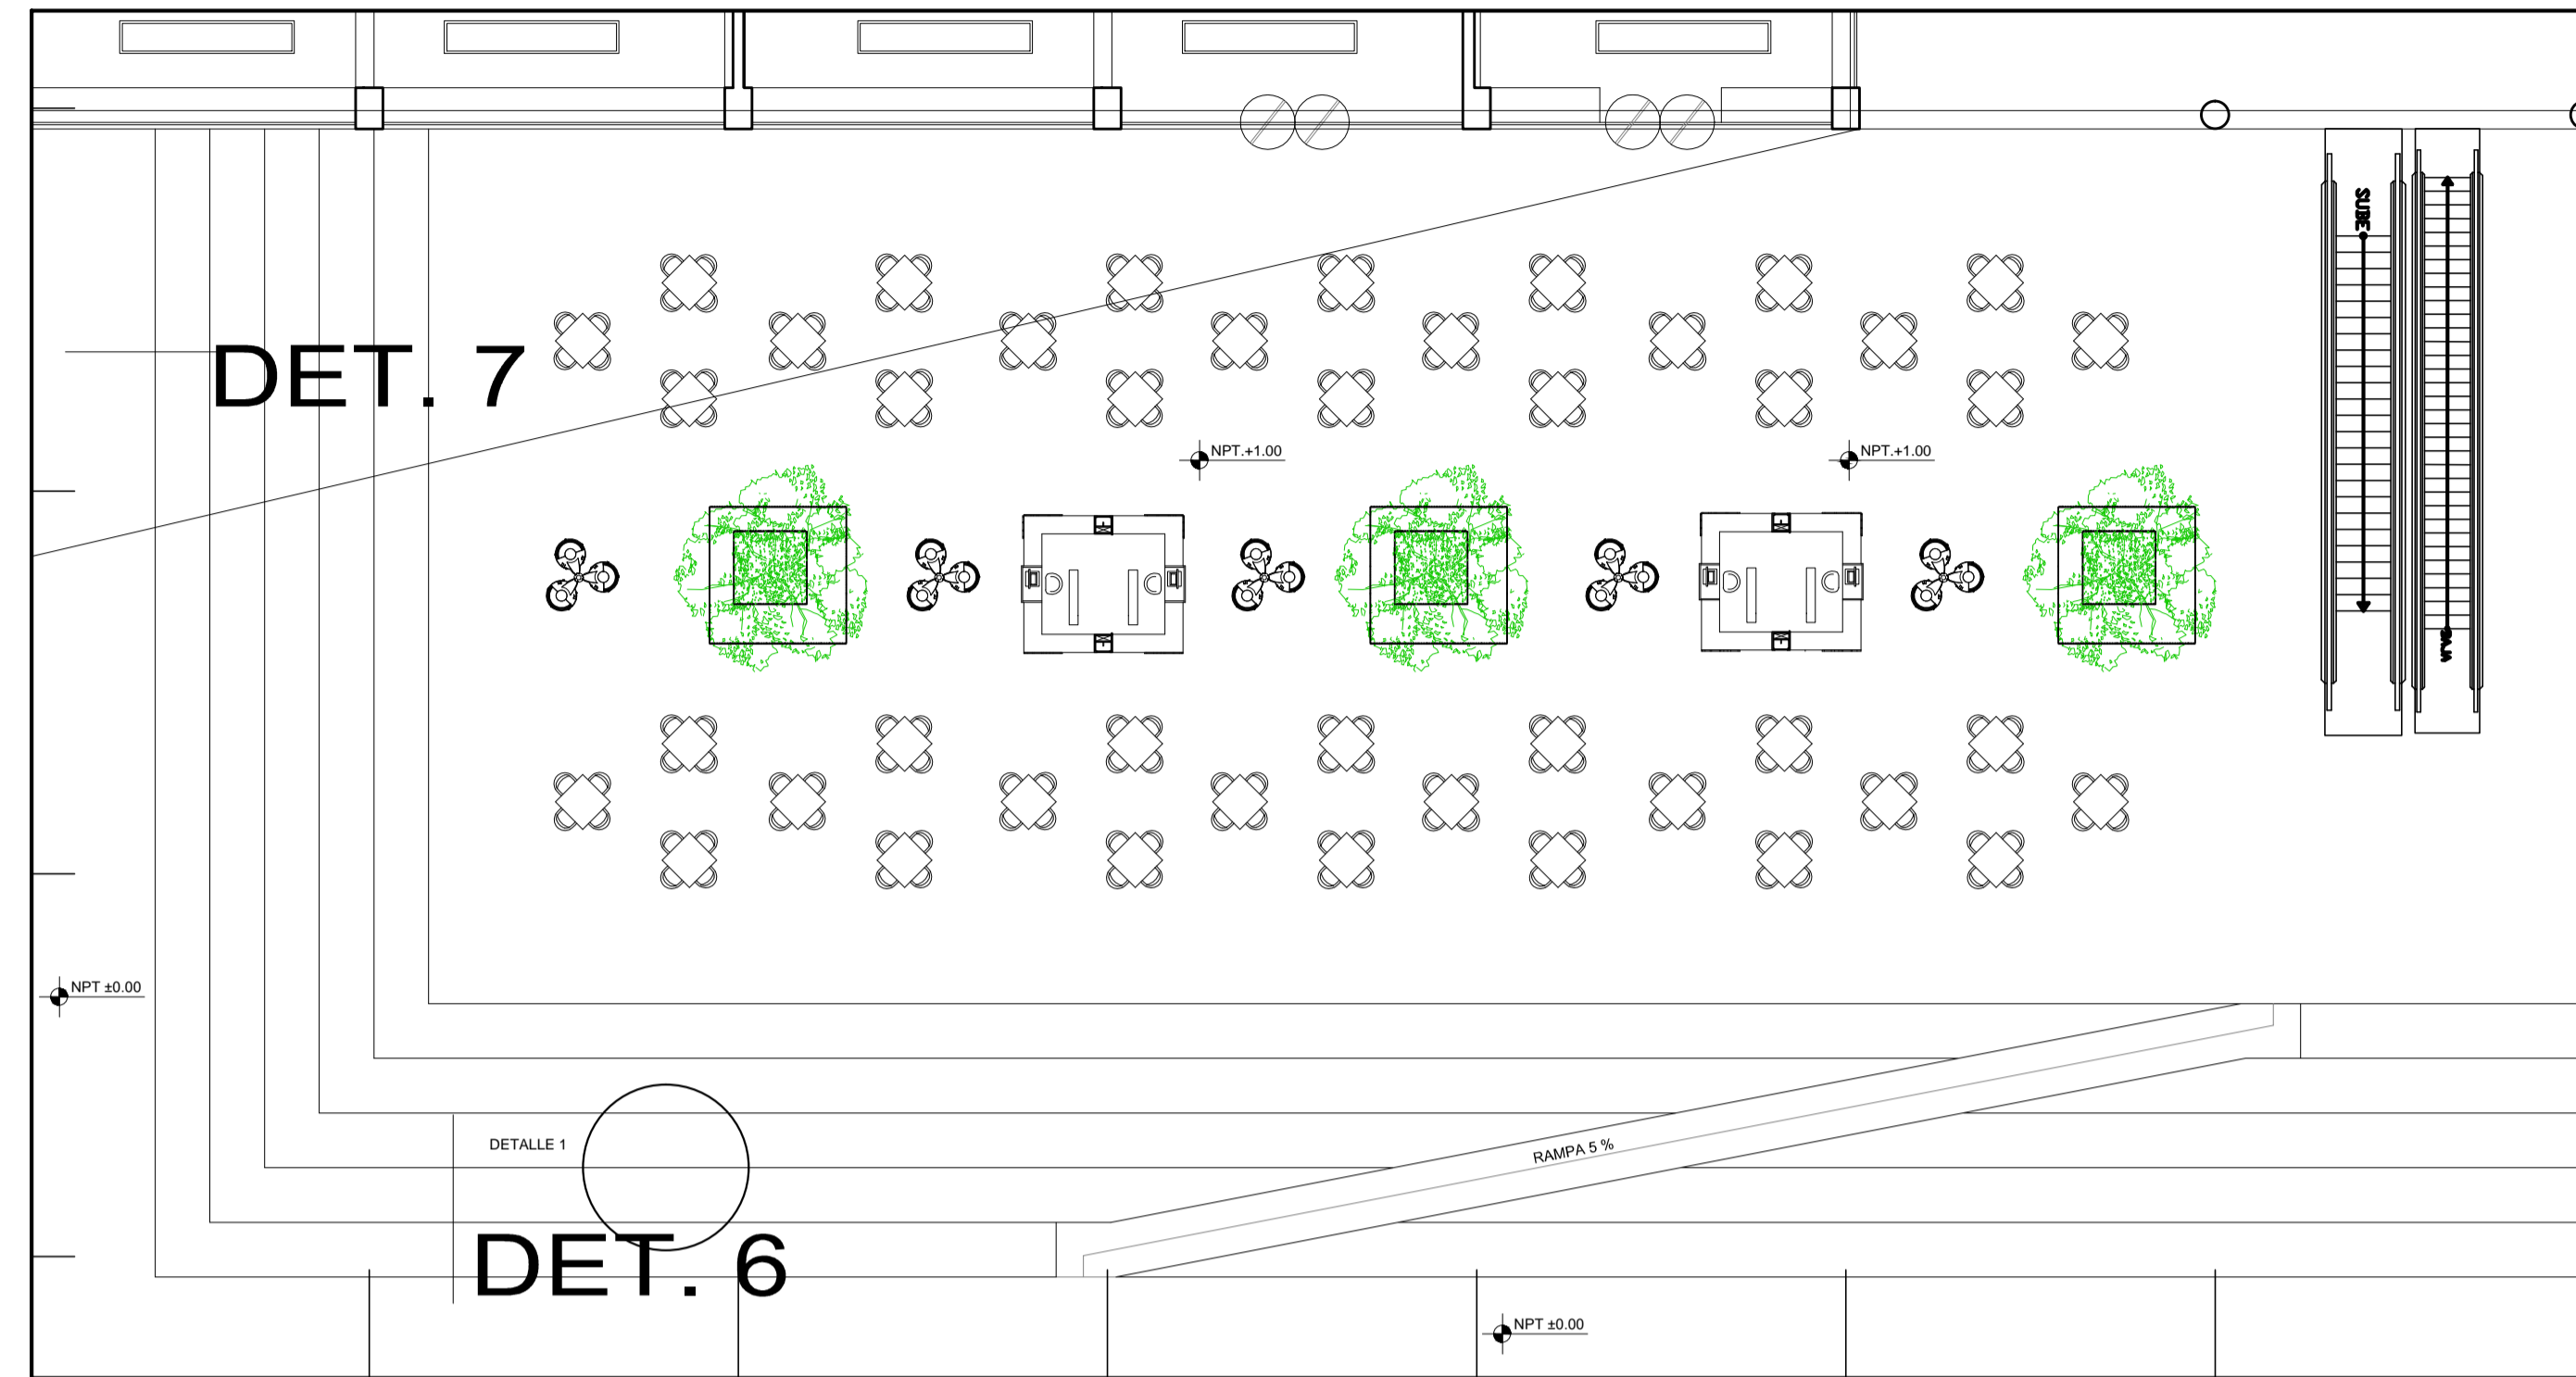 SUBE
DET. 7
NPT.+1.00
NPT.+1.00
BAJA
NPT ±0.00
DETALLE 1
RAMPA 5 %
DET. 6
NPT ±0.00